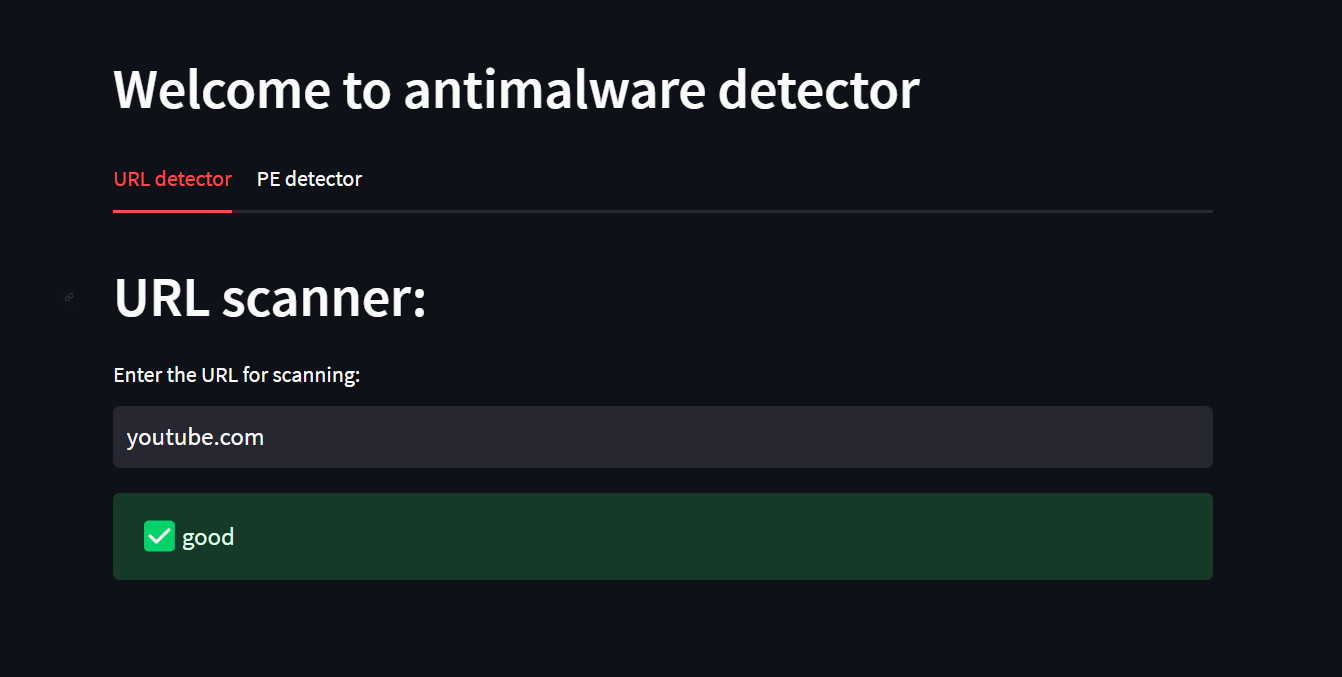 Welcome to antimalware detector
URL detector PE detector
URL scanner:
Enter the URL for scanning:
youtube.com
good